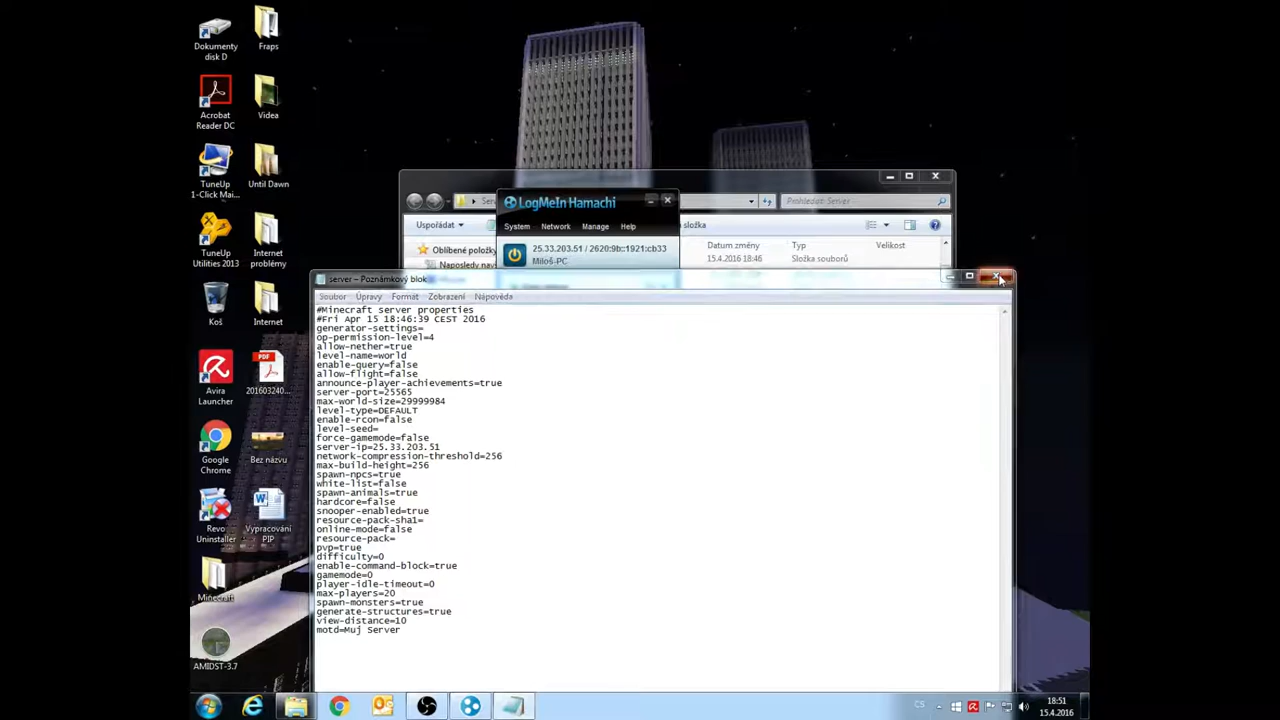 Dokumenty
disk D
Fraps
Acrobat
Reader DC
Videa
TuneUp
1-Click Mai...
Until Dawn
TuneUp
Utilities 2013
Internet
problémy
Koš
Internet
Avira
Launcher
PDF
20160324O...
Google
Chrome
Bez názvu
Revo
Uninstaller
W
Vypracování
PIP
Minecraft
AMIDST-3.7
Prohledat: Server
Uspořádat
složka
Oblíbené položky
Naposledy nav
Datum změny
Typ
Velikost
15.4.2016 18:46
Složka souborů
LogMeIn Hamachi
System
Network
Manage
Help
25.33.203.51 / 2620:9b::1921:cb33
Miloš-PC
server – Poznámkový blok
Soubor
Úpravy
Formát
Zobrazení
Nápověda
#Minecraft server properties
#Fri Apr 15 18:46:39 CEST 2016
generator-settings=
op-permission-level=4
allow-nether=true
level-name=world
enable-query=false
allow-flight=false
announce-player-achievements=true
server-port=25565
max-world-size=29999984
level-type=DEFAULT
enable-rcon=false
level-seed=
force-gamemode=false
server-ip=25.33.203.51
network-compression-threshold=256
max-build-height=256
spawn-npcs=true
white-list=false
spawn-animals=true
hardcore=false
snooper-enabled=true
resource-pack-sha1=
online-mode=false
resource-pack=
pvp=true
difficulty=0
enable-command-block=true
gamemode=0
player-idle-timeout=0
max-players=20
spawn-monsters=true
generate-structures=true
view-distance=10
motd=Muj Server
CS
18:51
15.4.2016